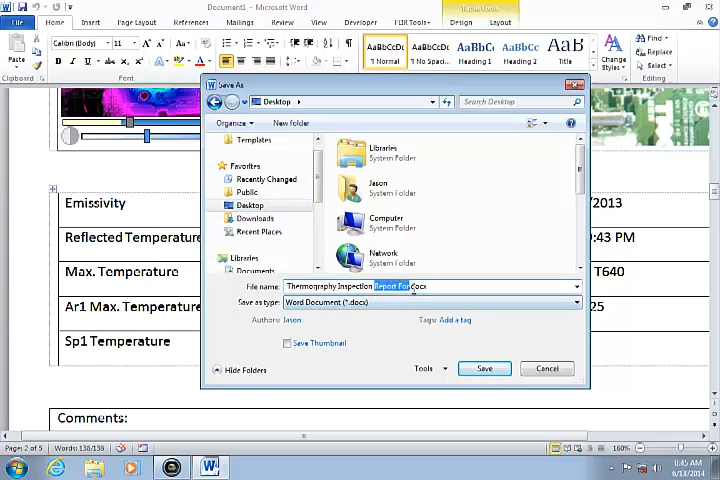 Document1 - Microsoft Word
Table Tools
File
Home
Insert
Page Layout
References
Mailings
Review
View
Developer
FLIR Tools+
Design
Layout
Calibri (Body)
11
Paste
Clipboard
AaBbCcDc
AaBbCcDc
AaBbCc
AaBbCc
AaB
¶ Normal
¶ No Spaci...
Heading 1
Heading 2
Title
Change
Styles
Find
Replace
Select
Editing
Save As
Desktop
Search Desktop
Organize
New folder
Templates
Favorites
Recently Changed
Public
Desktop
Downloads
Recent Places
Libraries
Documents
Libraries
System Folder
Jason
System Folder
Computer
System Folder
Network
System Folder
File name:
Thermography Inspection Report For.docx
Save as type:
Word Document (*.docx)
Authors: Jason
Tags: Add a tag
Save Thumbnail
Hide Folders
Tools
Save
Cancel
Emissivity
/2013
Reflected Temperature
9:43 PM
Max. Temperature
T640
Ar1 Temperature
25
Sp1 Temperature
Comments:
Page: 2 of 5
Words: 138/138
160%
8:45 AM
6/13/2014